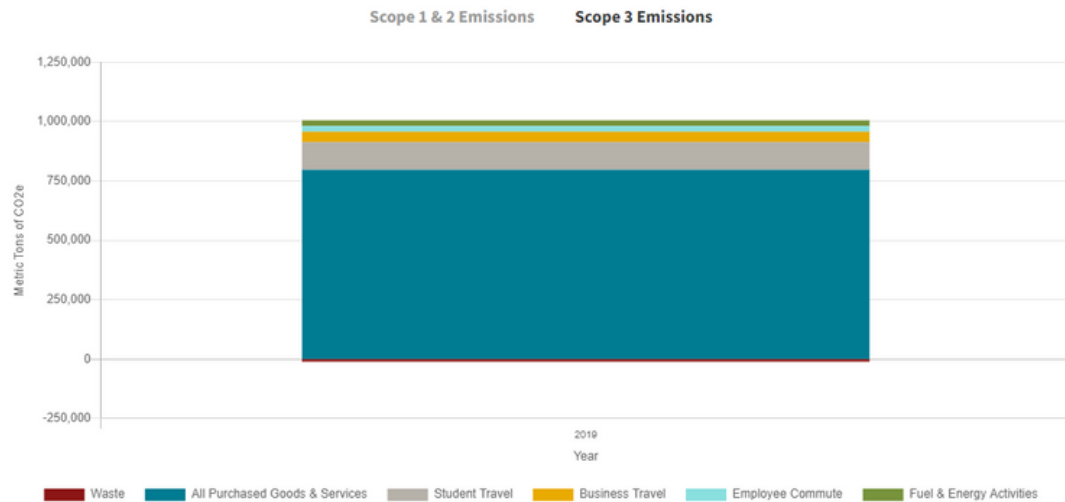 Scope 1 & 2 Emissions Scope 3 Emissions
1,250,000
1,000,000
750,000
500,000
250,000
0
-250,000
Metric Tons of CO2e
2019
Year
Waste All Purchased Goods & Services Student Travel Business Travel Employee Commute Fuel & Energy Activities